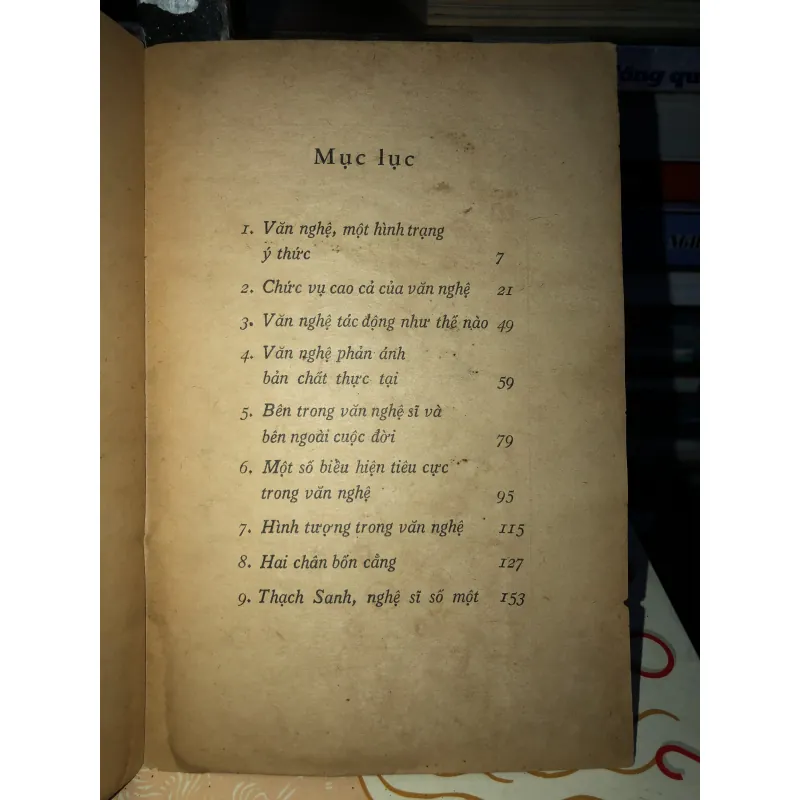 Mục lục
1. Văn nghệ, một hình trạng
ý thức 7
2. Chức vụ cao cả của văn nghệ 21
3. Văn nghệ tác động như thế nào 49
4. Văn nghệ phản ánh
bản chất thực tại 59
5. Bên trong văn nghệ sĩ và
bên ngoài cuộc đời 79
6. Một số biểu hiện tiêu cực
trong văn nghệ 95
7. Hình tượng trong văn nghệ 115
8. Hai chân bốn cẳng 127
9. Thạch Sanh, nghệ sĩ số một 153